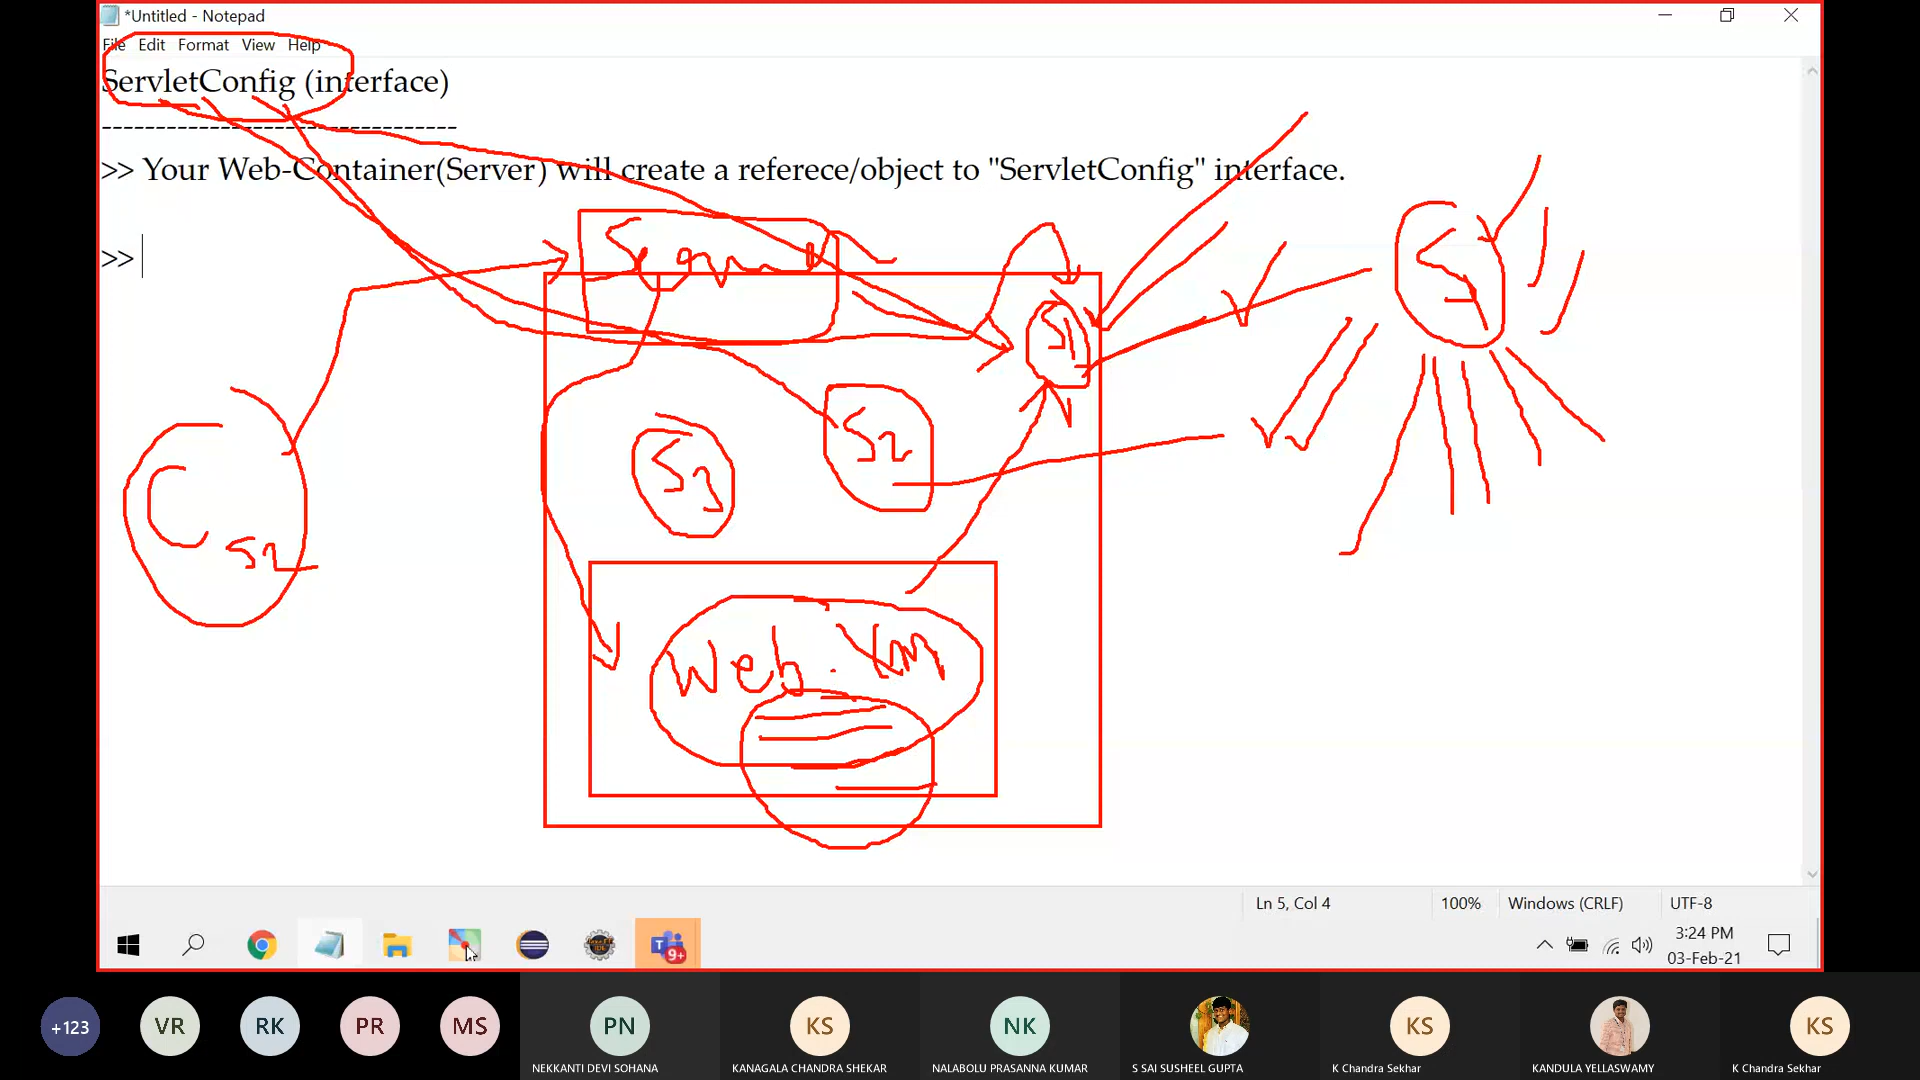 *Untitled - Notepad
File Edit Format View Help
ServletConfig (interface)
---------------------------------
>> Your Web-Container(Server) will create a referece/object to "ServletConfig" interface.
>>
S1
S1
S2
S3
C
S2
Web.
Ln 5, Col 4
100%
Windows (CRLF)
UTF-8
9+
3:24 PM
03-Feb-21
+123
VR
RK
PR
MS
PN
KS
NK
KS
KS
NEKKANTI DEVI SOHANA
KANAGALA CHANDRA SHEKAR
NALABOLU PRASANNA KUMAR
S SAI SUSHEEL GUPTA
K Chandra Sekhar
KANDULA YELLASWAMY
K Chandra Sekhar